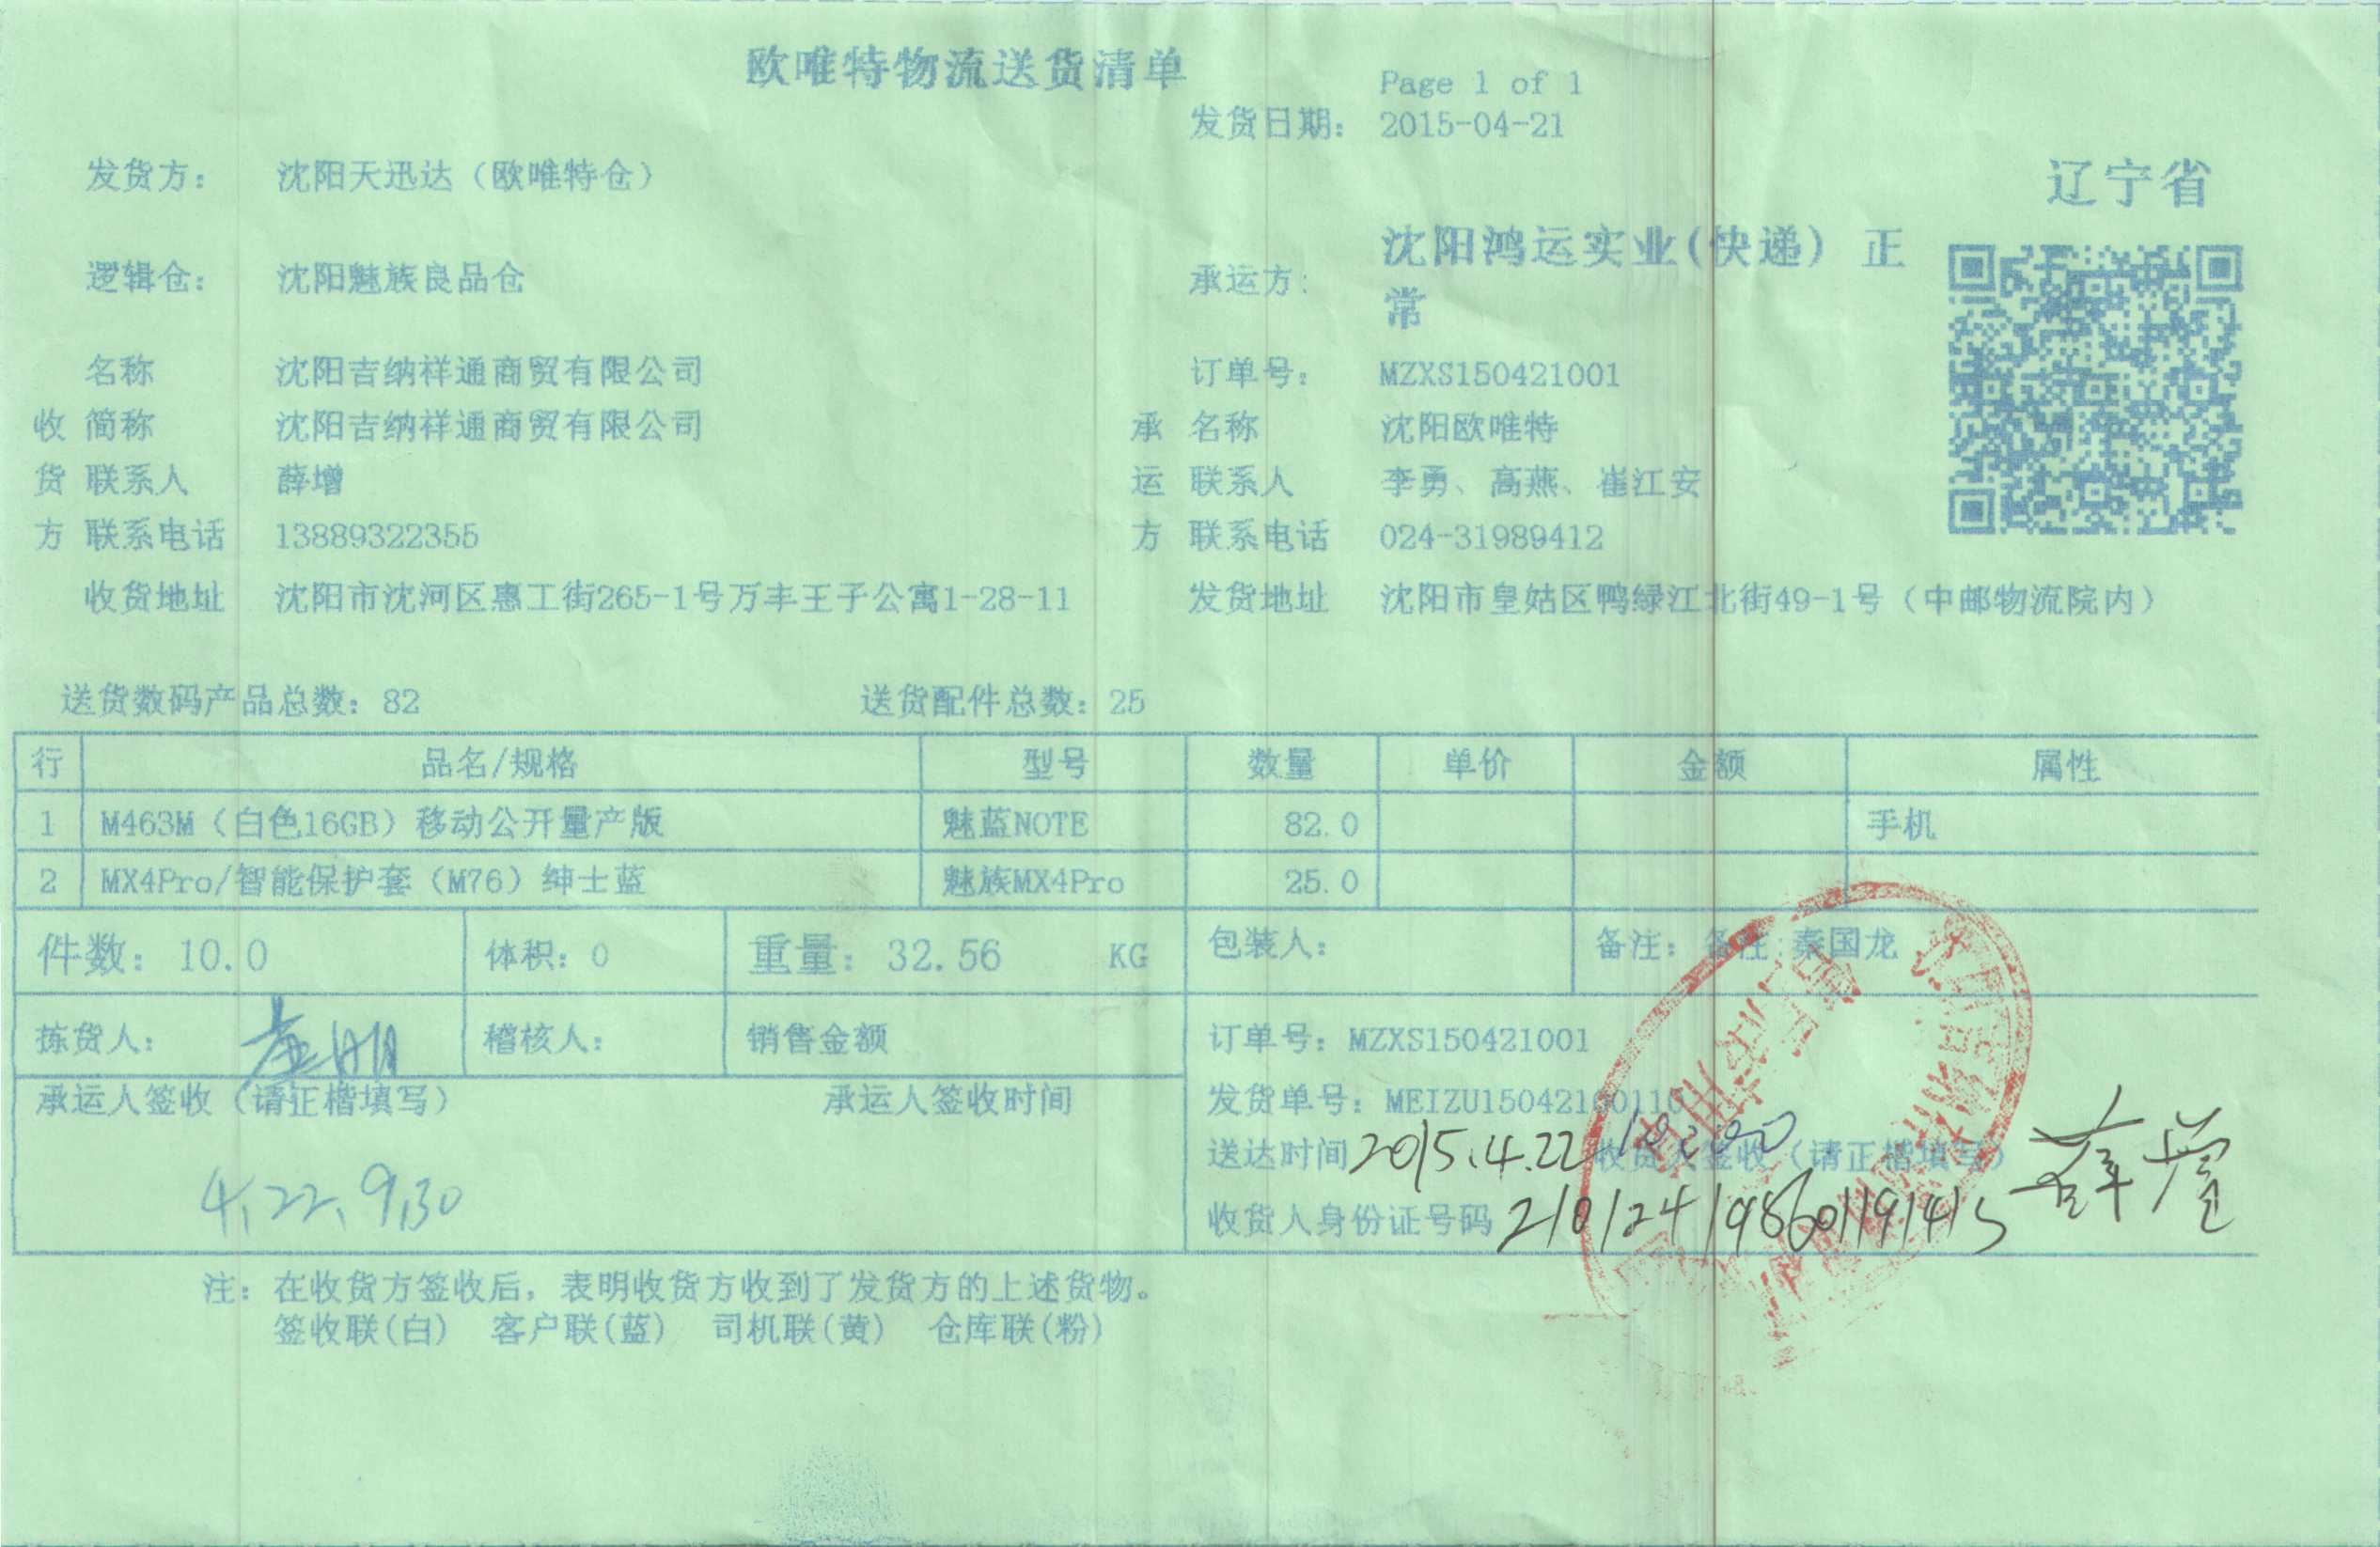 欧唯特物流送货清单
Page 1 of 1
发货日期: 2015-04-21
发货方: 沈阳天迅达（欧唯特仓）
辽宁省
逻辑仓: 沈阳魅族良品仓
承运方: 沈阳鸿运实业(快递) 正
常
名称 沈阳吉纳祥通商贸有限公司 订单号: MZXS150421001
收 简称 沈阳吉纳祥通商贸有限公司 承 名称 沈阳欧唯特
货 联系人 薛增 运 联系人 李勇、高燕、崔江安
方 联系电话 13889322355 方 联系电话 024-31989412
收货地址 沈阳市沈河区惠工街265-1号万丰王子公寓1-28-11 发货地址 沈阳市皇姑区鸭绿江北街49-1号（中邮物流院内）
送货数码产品总数: 82 送货配件总数: 25
行 品名/规格 型号 数量 单价 金额 属性
1 M463M（白色16GB）移动公开量产版 魅蓝NOTE 82.0 手机
2 MX4Pro/智能保护套（M76）绅士蓝 魅族MX4Pro 25.0
件数: 10.0 体积: 0 重量: 32.56 KG 包装人: 备注: 备注:秦国龙
拣货人: 稽核人: 销售金额 订单号: MZXS150421001
承运人签收（请正楷填写） 承运人签收时间 发货单号: MEIZU15042100110
送达时间 2015.4.22 收货人签收（请正楷填写）
4.22.9.30
收货人身份证号码 210124198601191415
注: 在收货方签收后，表明收货方收到了发货方的上述货物。
签收联(白) 客户联(蓝) 司机联(黄) 仓库联(粉)